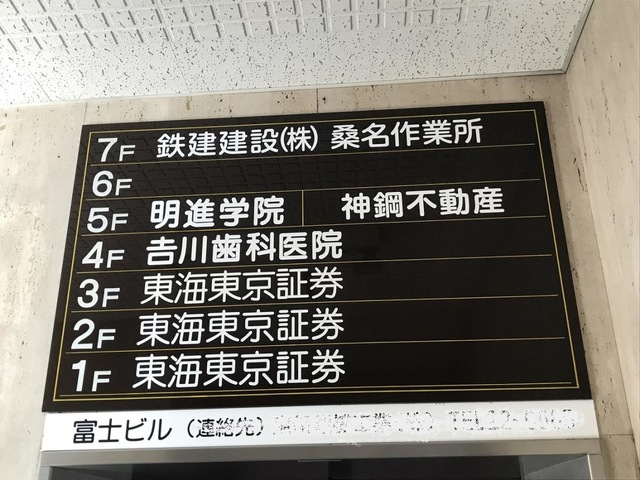 7F 鉄建建設(株) 桑名作業所
6F
5F 明進学院 神鋼不動産
4F 𠮷川歯科医院
3F 東海東京証券
2F 東海東京証券
1F 東海東京証券
富士ビル (連絡先)